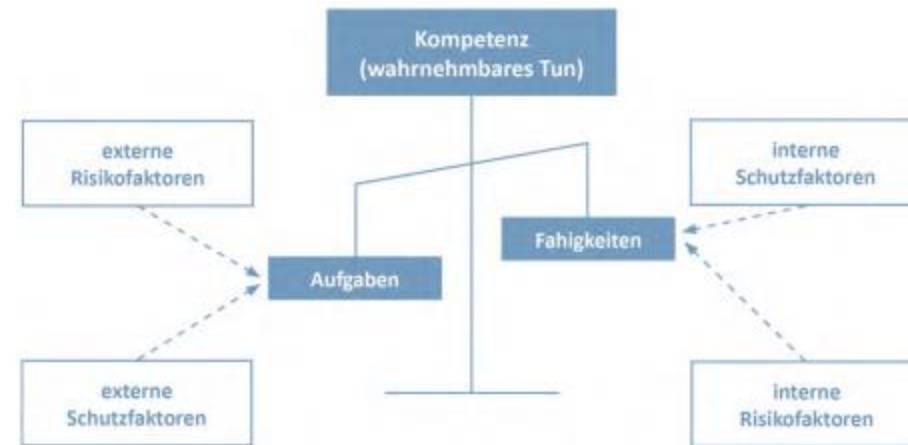 Kompetenz
(wahrnehmbares Tun)
externe
Risikofaktoren
interne
Schutzfaktoren
Fahigkeiten
Aufgaben
externe
Schutzfaktoren
interne
Risikofaktoren